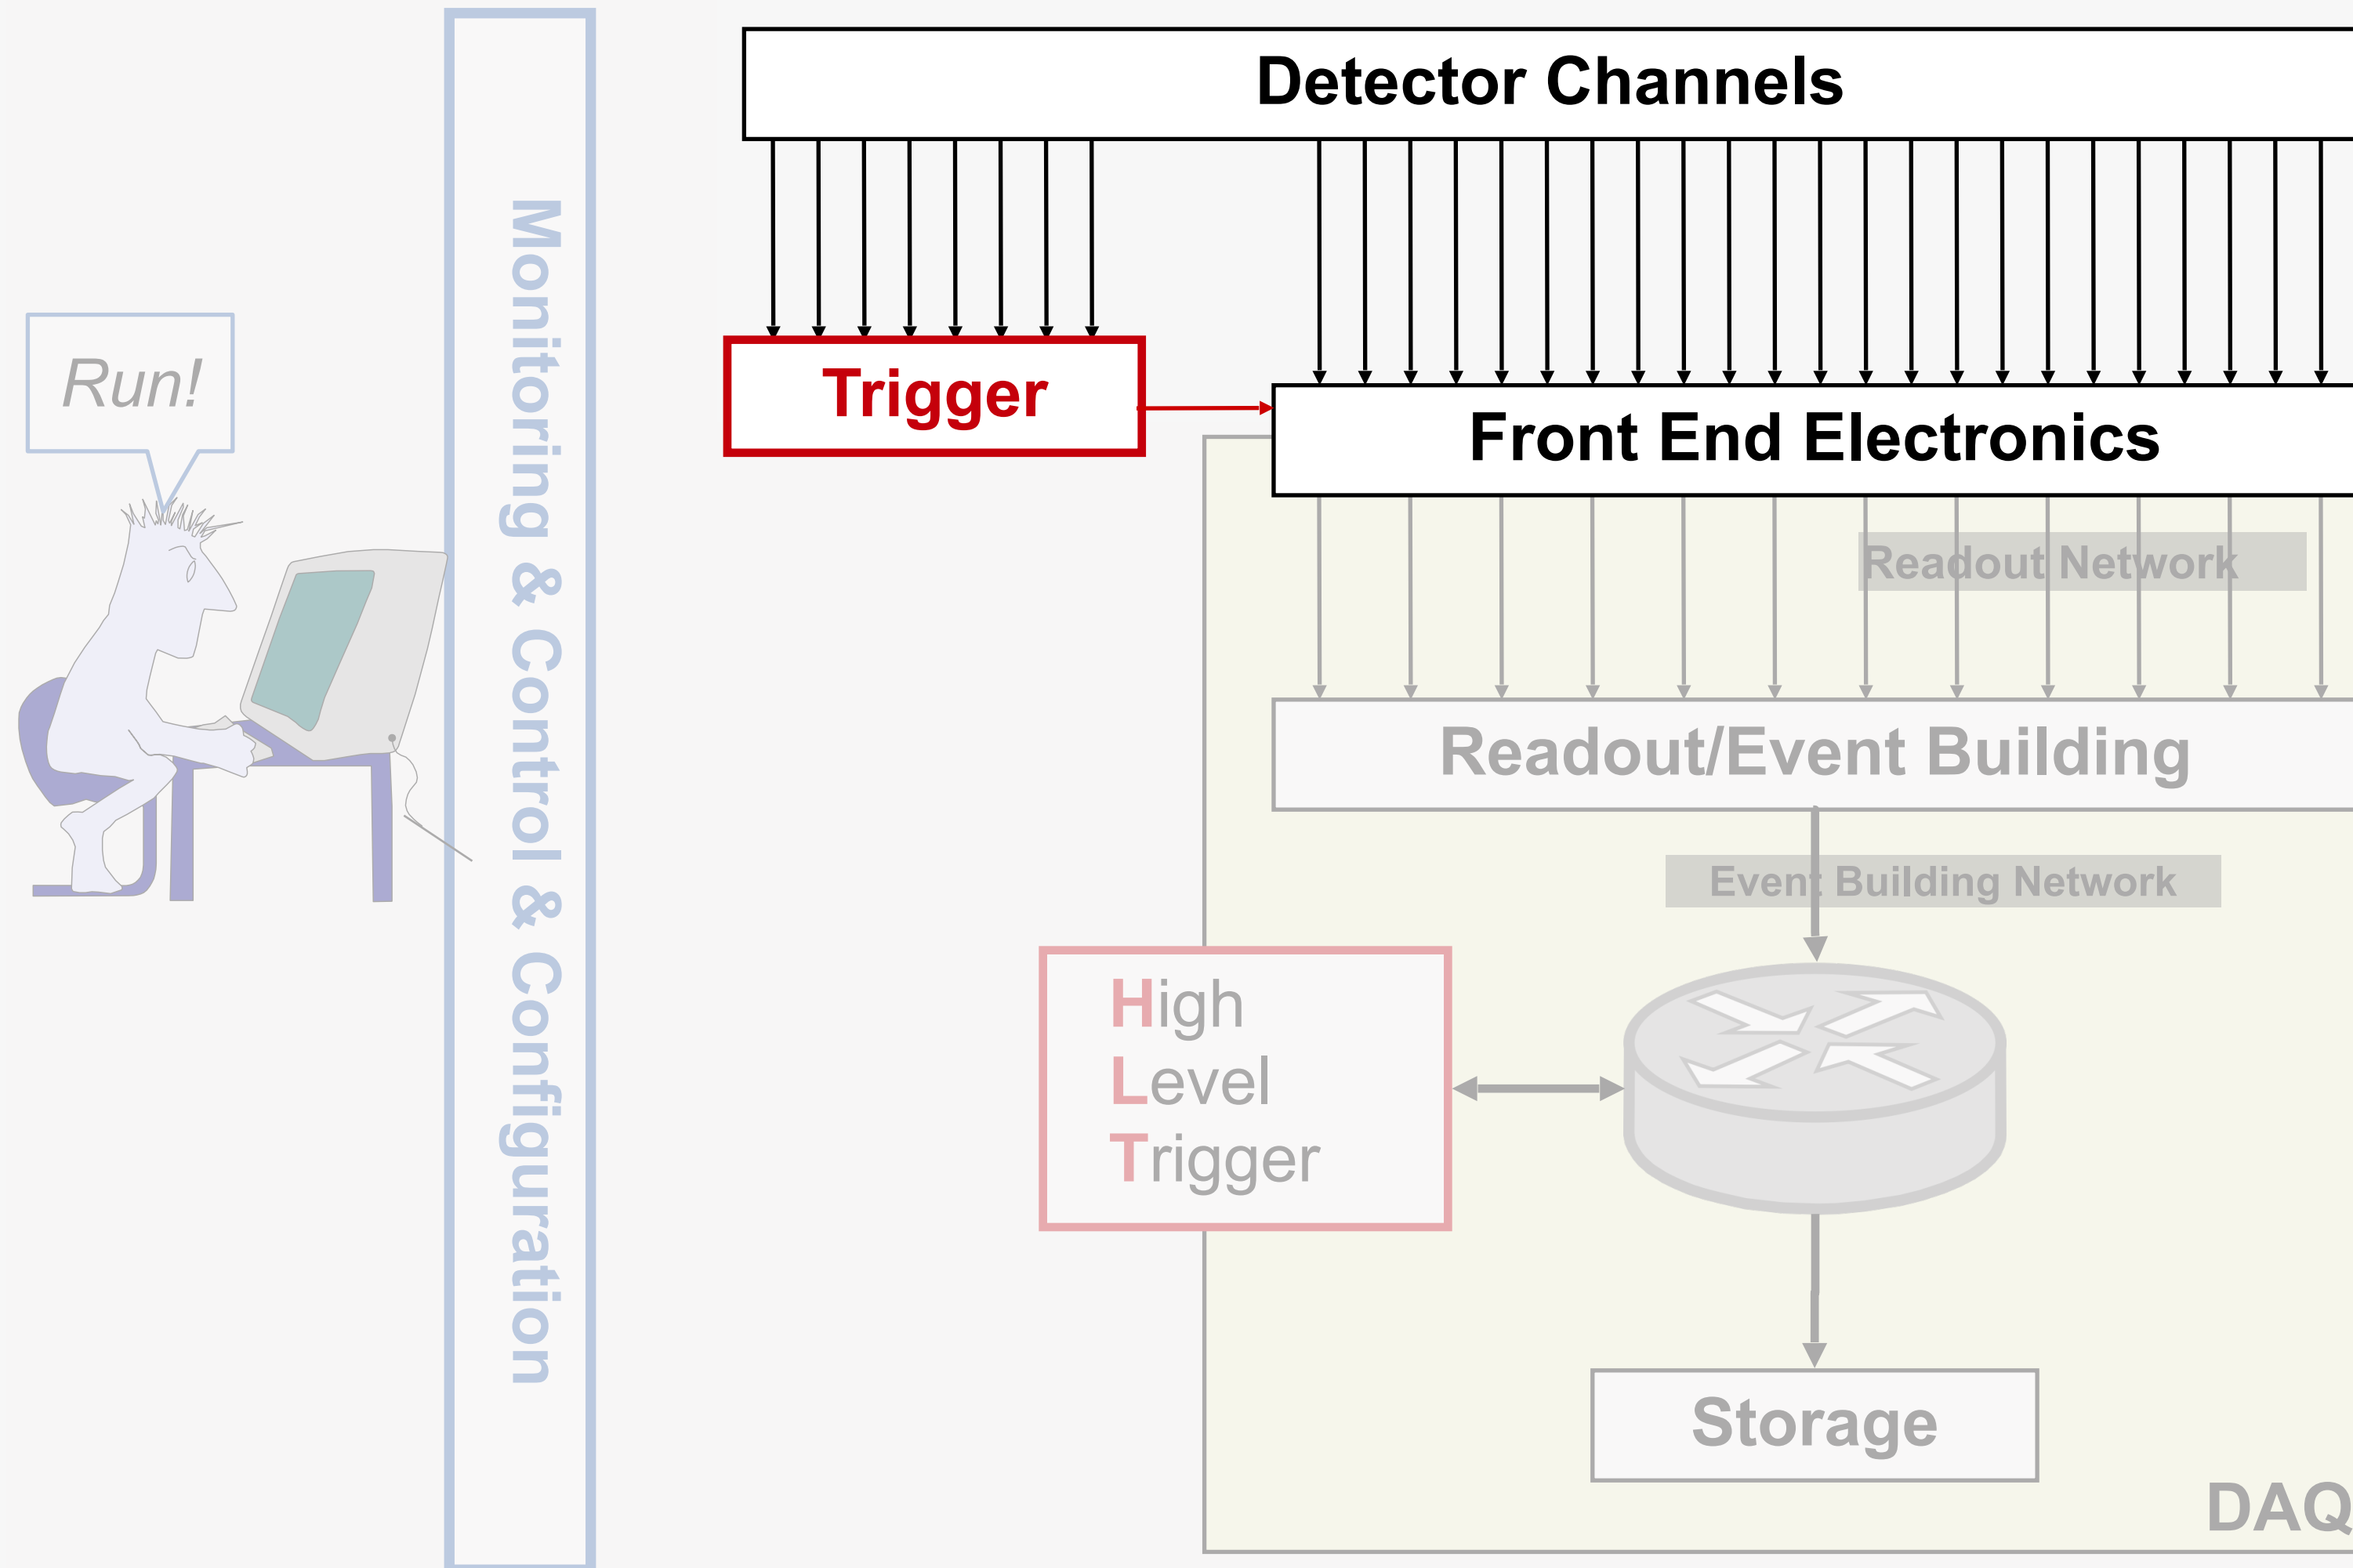 Detector Channels
Trigger
Front End Electronics
Run!
Monitoring & Control & Configuration
Readout Network
Readout/Event Building
Event Building Network
High
Level
Trigger
Storage
DAQ